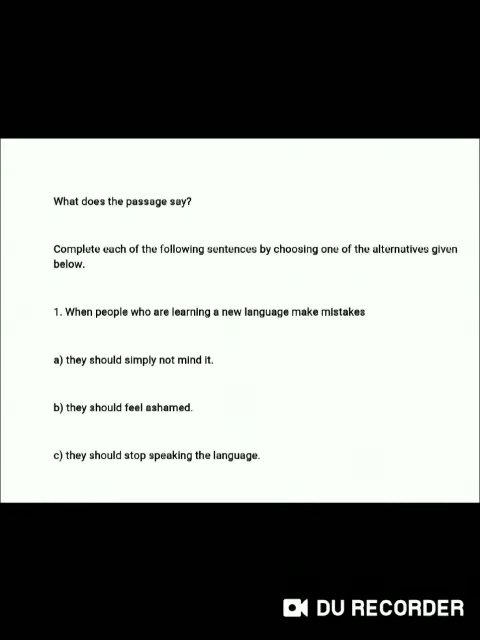 What does the passage say?
Complete each of the following sentences by choosing one of the alternatives given
below.
1. When people who are learning a new language make mistakes
a) they should simply not mind it.
b) they should feel ashamed.
c) they should stop speaking the language.
DU RECORDER